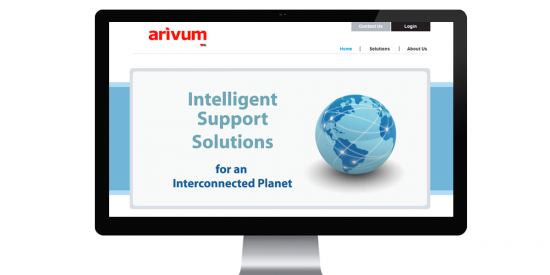 Contact Us Login
arivum
Home | Solutions | About Us
Intelligent
Support
Solutions
for an
Interconnected Planet